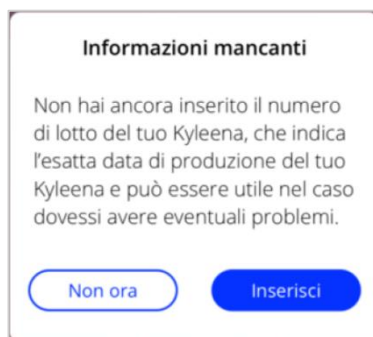 Informazioni mancanti
Non hai ancora inserito il numero
di lotto del tuo Kyleena, che indica
l'esatta data di produzione del tuo
Kyleena e può essere utile nel caso
dovessi avere eventuali problemi.
Non ora
Inserisci